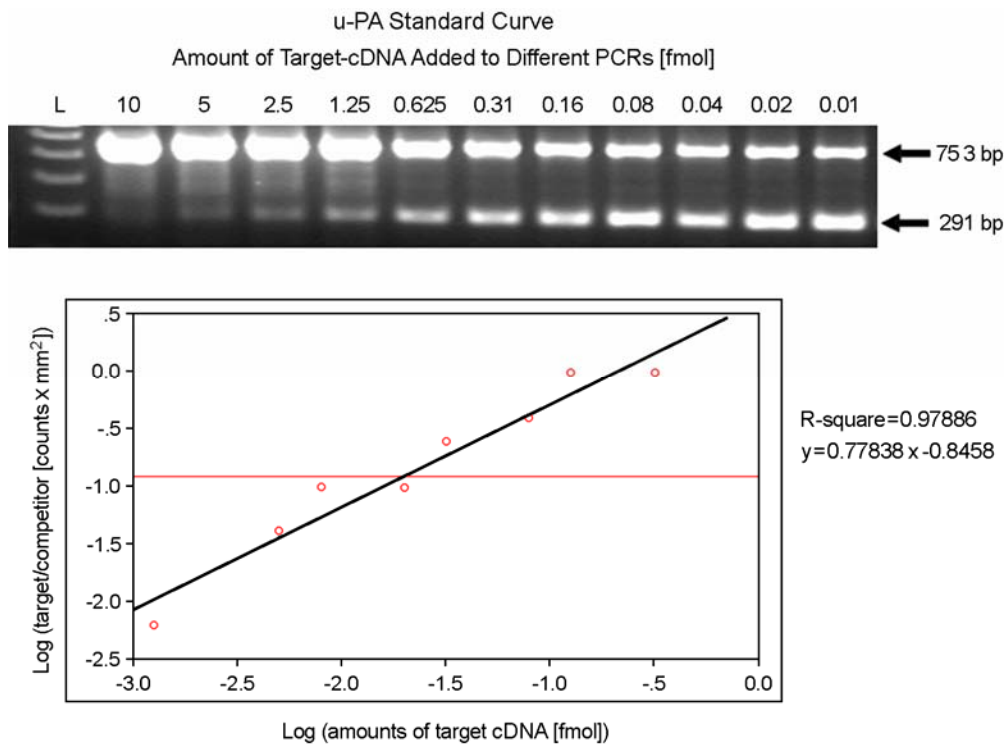 u-PA Standard Curve
Amount of Target-cDNA Added to Different PCRs [fmol]
L 10 5 2.5 1.25 0.625 0.31 0.16 0.08 0.04 0.02 0.01
753 bp
291 bp
Log (target/competitor [counts x mm²])
.5
0.0
-.5
-1.0
-1.5
-2.0
-2.5
-3.0 -2.5 -2.0 -1.5 -1.0 -.5 0.0
Log (amounts of target cDNA [fmol])
R-square=0.97886
y=0.77838 x -0.8458